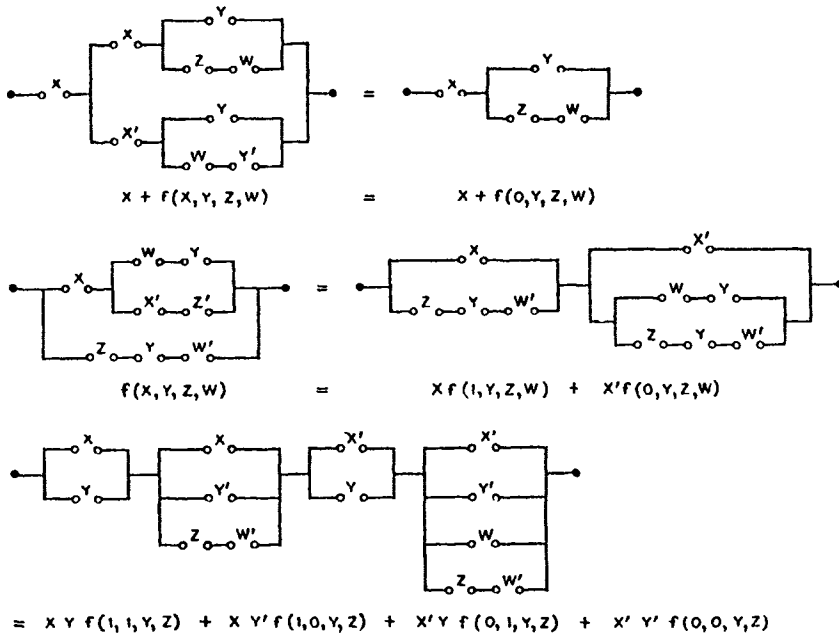 Y
X
Z W
X = X Y
Z W
X' Y
W Y'
X + f(X,Y,Z,W) = X + f(0,Y,Z,W)
W Y
X X'
X' Z' = W Y
Z Y W' Z Y W' Z Y W'
f(X,Y,Z,W) = X f(1,Y,Z,W) + X' f(0,Y,Z,W)
X X X' X'
Y Y' Y Y'
Z W' W
Z W'
= X Y f(1,1,Y,Z) + X Y' f(1,0,Y,Z) + X' Y f(0,1,Y,Z) + X' Y' f(0,0,Y,Z)